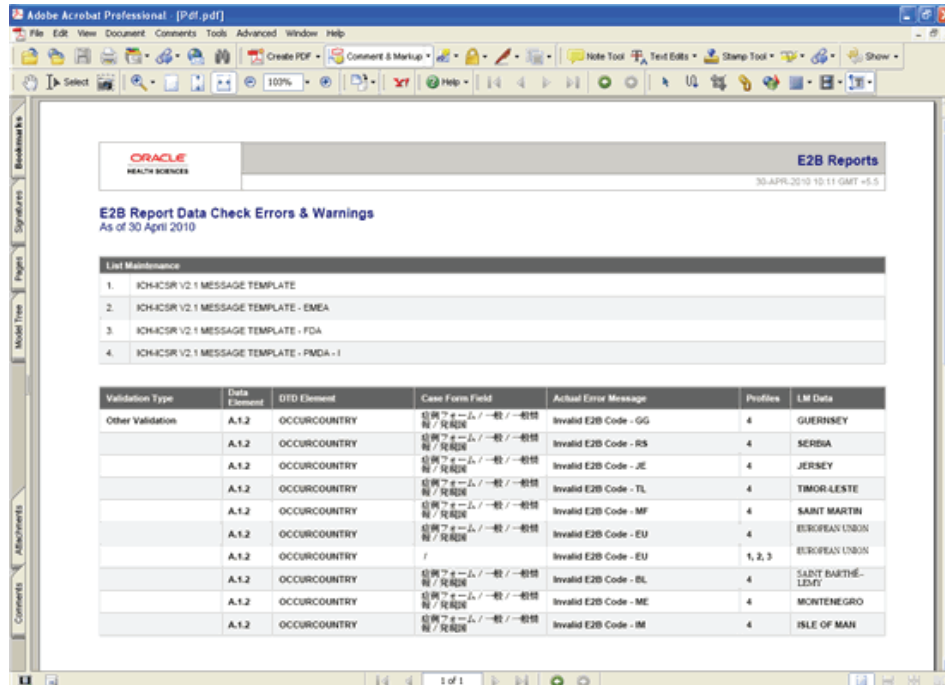 Adobe Acrobat Professional - [Pdf.pdf]
File Edit View Document Comments Tools Advanced Window Help
Create PDF Comment & Markup Note Tool Text Edits Stamp Tool Show
Select 103% Help
Bookmarks
Signatures
Pages
Model Tree
Attachments
Comments
ORACLE
HEALTH SCIENCES
E2B Reports
30-APR-2010 10:11 GMT +5.5
E2B Report Data Check Errors & Warnings
As of 30 April 2010
List Maintenance
1. ICH-ICSR V2.1 MESSAGE TEMPLATE
2. ICH-ICSR V2.1 MESSAGE TEMPLATE - EMEA
3. ICH-ICSR V2.1 MESSAGE TEMPLATE - FDA
4. ICH-ICSR V2.1 MESSAGE TEMPLATE - PMDA - I
Validation Type Data Element DTD Element Case Form Field Actual Error Message Profiles LM Data
Other Validation A.1.2 OCCURCOUNTRY 症例フォーム / 一般 / 一般情報 / 発現国 Invalid E2B Code - GG 4 GUERNSEY
A.1.2 OCCURCOUNTRY 症例フォーム / 一般 / 一般情報 / 発現国 Invalid E2B Code - RS 4 SERBIA
A.1.2 OCCURCOUNTRY 症例フォーム / 一般 / 一般情報 / 発現国 Invalid E2B Code - JE 4 JERSEY
A.1.2 OCCURCOUNTRY 症例フォーム / 一般 / 一般情報 / 発現国 Invalid E2B Code - TL 4 TIMOR-LESTE
A.1.2 OCCURCOUNTRY 症例フォーム / 一般 / 一般情報 / 発現国 Invalid E2B Code - MF 4 SAINT MARTIN
A.1.2 OCCURCOUNTRY 症例フォーム / 一般 / 一般情報 / 発現国 Invalid E2B Code - EU 4 EUROPEAN UNION
A.1.2 OCCURCOUNTRY / Invalid E2B Code - EU 1, 2, 3 EUROPEAN UNION
A.1.2 OCCURCOUNTRY 症例フォーム / 一般 / 一般情報 / 発現国 Invalid E2B Code - BL 4 SAINT BARTHÉ-LEMY
A.1.2 OCCURCOUNTRY 症例フォーム / 一般 / 一般情報 / 発現国 Invalid E2B Code - ME 4 MONTENEGRO
A.1.2 OCCURCOUNTRY 症例フォーム / 一般 / 一般情報 / 発現国 Invalid E2B Code - IM 4 ISLE OF MAN
1 of 1